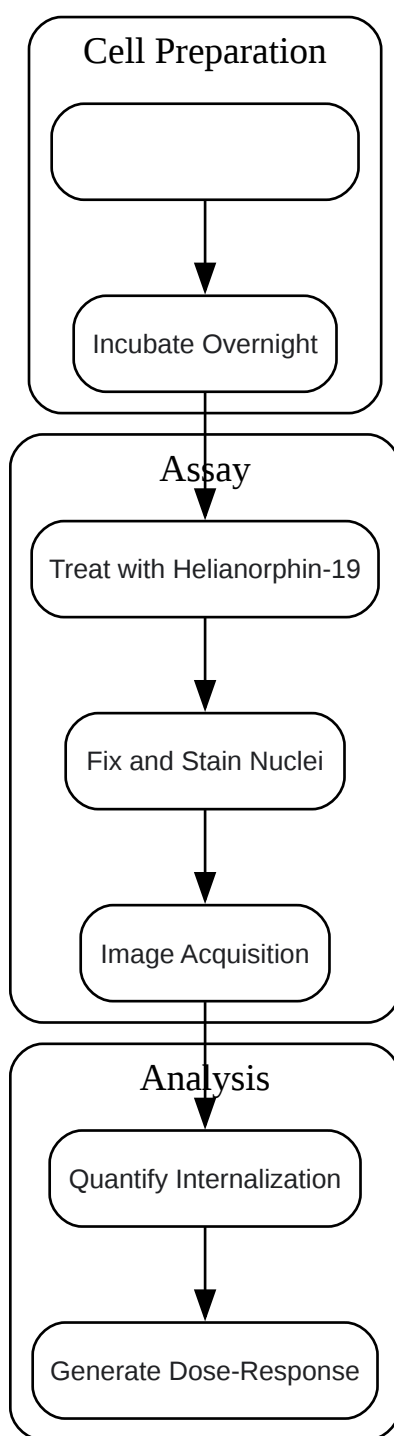 Cell Preparation
Incubate Overnight
Assay
Treat with Helianorphin-19
Fix and Stain Nuclei
Image Acquisition
Analysis
Quantify Internalization
Generate Dose-Response